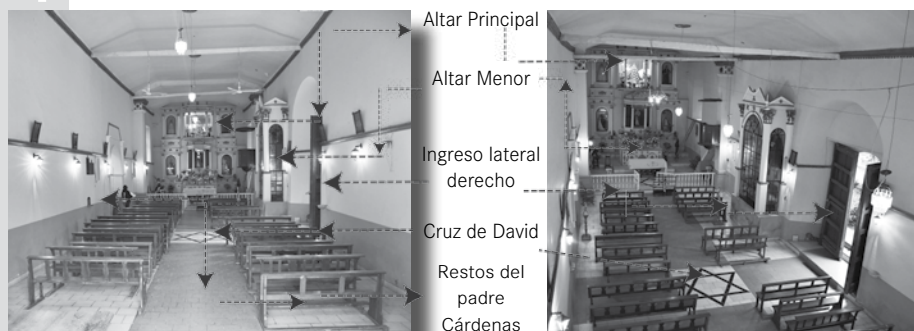 Altar Principal
Altar Menor
Ingreso lateral
derecho
Cruz de David
Restos del
padre
Cárdenas